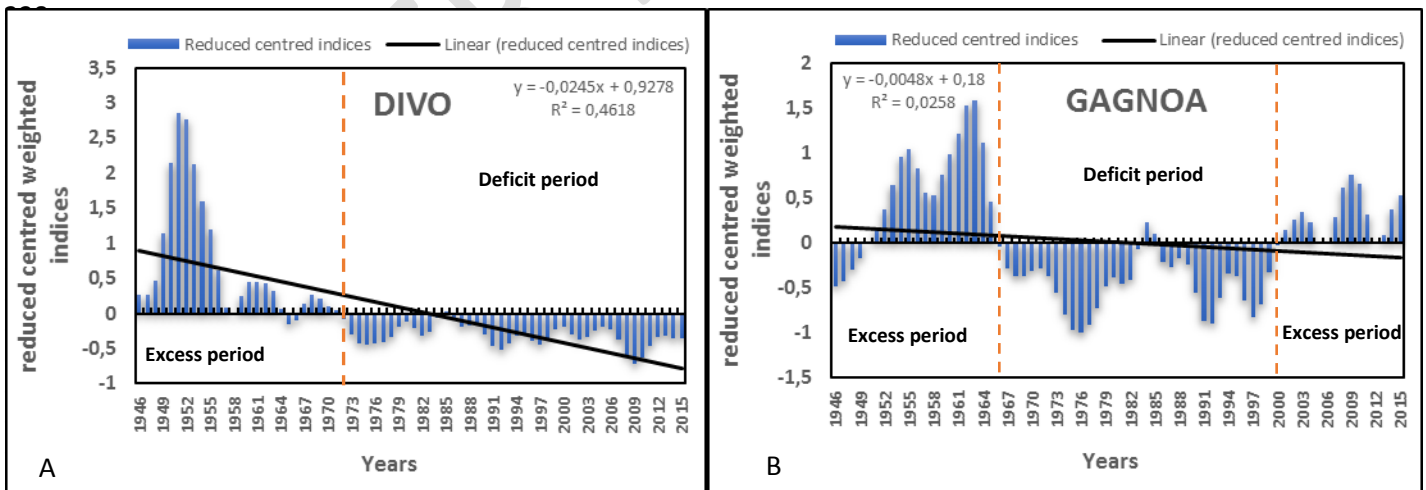 Reduced centred indices
Linear (reduced centred indices)
reduced centred weighted
indices
3,5
3
2,5
2
1,5
1
0,5
0
-0,5
-1
DIVO
y = -0,0245x + 0,9278
R² = 0,4618
Deficit period
Excess period
1946
1949
1952
1955
1958
1961
1964
1967
1970
1973
1976
1979
1982
1985
1988
1991
1994
1997
2000
2003
2006
2009
2012
2015
Years
A
Reduced centred indices
Linear (reduced centred indices)
reduced centred weighted
indices
2
1,5
1
0,5
0
-0,5
-1
-1,5
y = -0,0048x + 0,18
R² = 0,0258
GAGNOA
Deficit period
Excess period
Excess period
1946
1949
1952
1955
1958
1961
1964
1967
1970
1973
1976
1979
1982
1985
1988
1991
1994
1997
2000
2003
2006
2009
2012
2015
Years
B